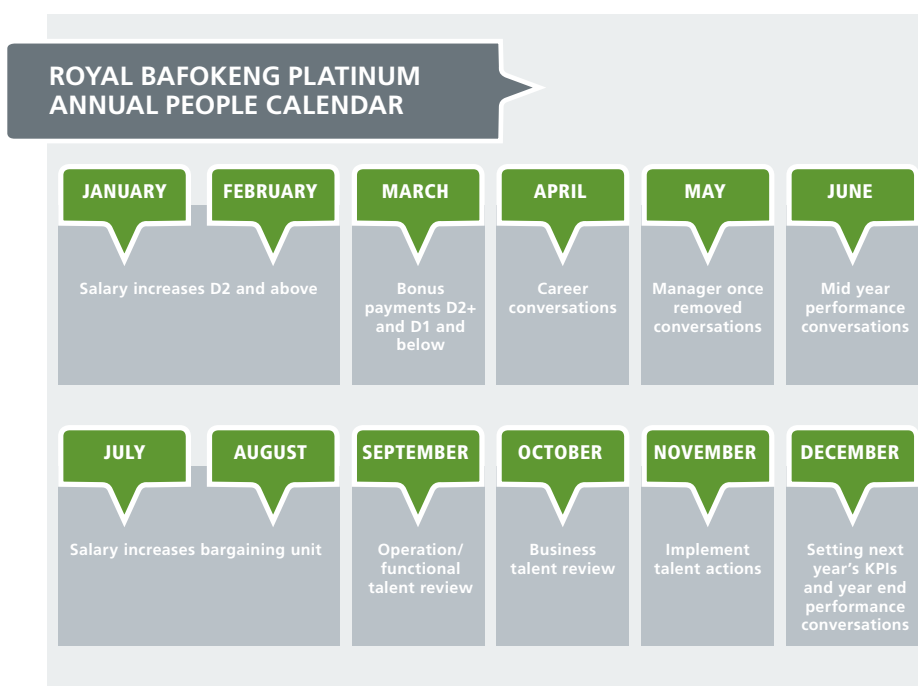 ROYAL BAFOKENG PLATINUM
ANNUAL PEOPLE CALENDAR
JANUARY
FEBRUARY
Salary increases D2 and above
MARCH
Bonus
payments D2+
and D1 and
below
APRIL
Career
conversations
MAY
Manager once
removed
conversations
JUNE
Mid year
performance
conversations
JULY
AUGUST
Salary increases bargaining unit
SEPTEMBER
Operation/
functional
talent review
OCTOBER
Business
talent review
NOVEMBER
Implement
talent actions
DECEMBER
Setting next
year’s KPIs
and year end
performance
conversations